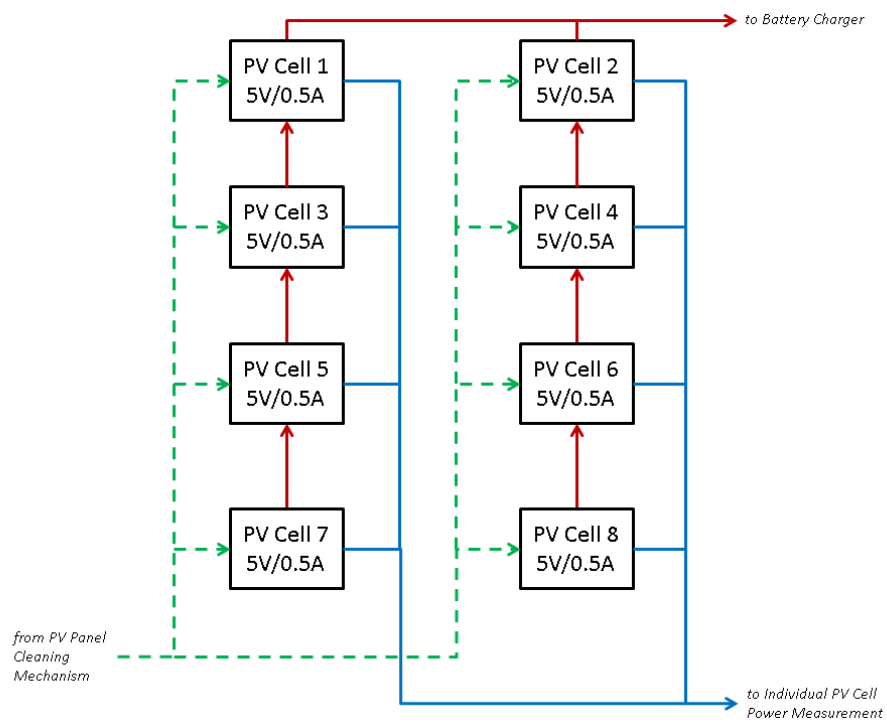 to Battery Charger
PV Cell 1
5V/0.5A
PV Cell 2
5V/0.5A
PV Cell 3
5V/0.5A
PV Cell 4
5V/0.5A
PV Cell 5
5V/0.5A
PV Cell 6
5V/0.5A
PV Cell 7
5V/0.5A
PV Cell 8
5V/0.5A
from PV Panel
Cleaning
Mechanism
to Individual PV Cell
Power Measurement